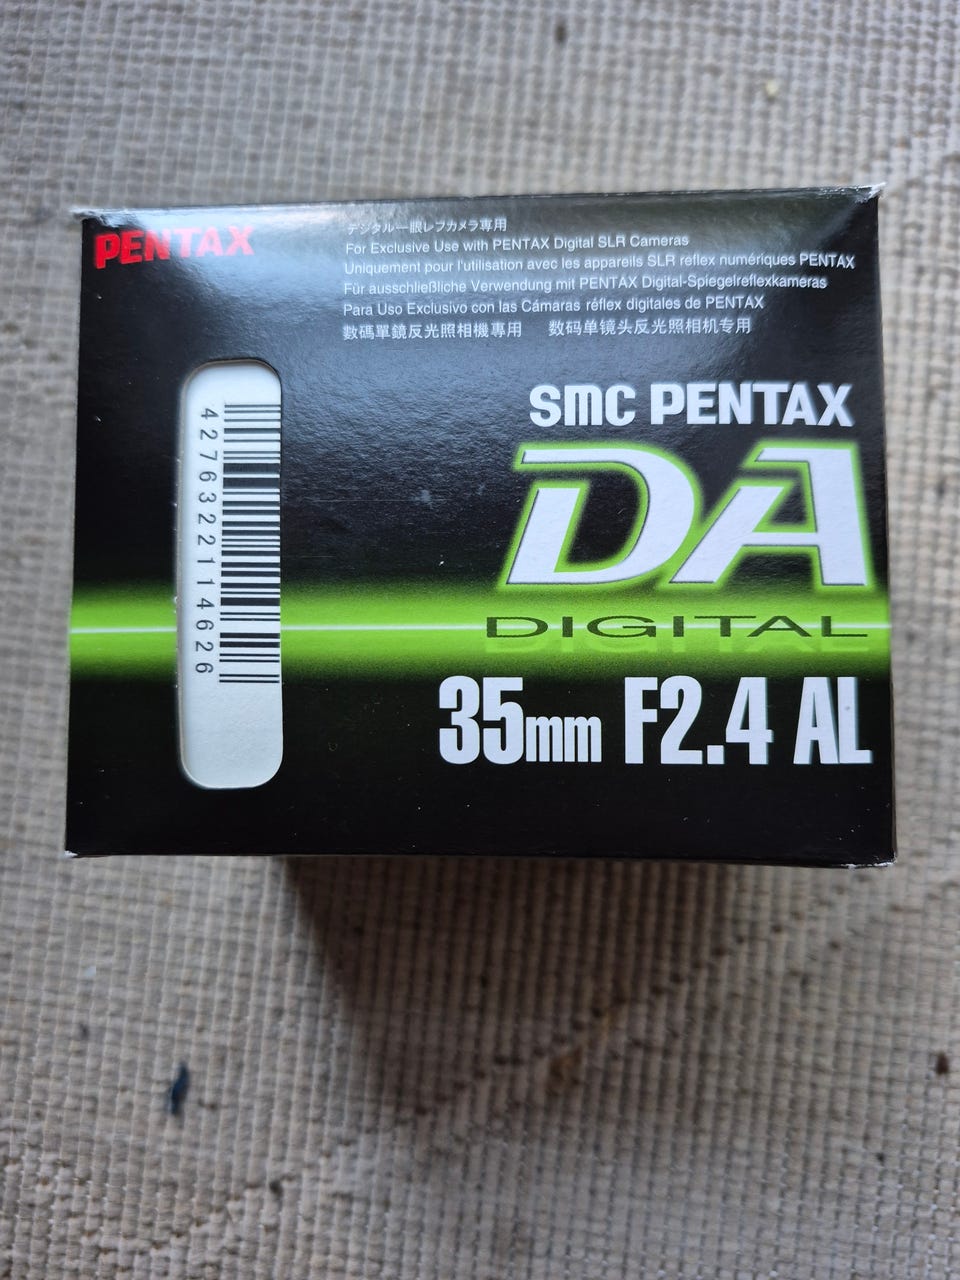 PENTAX
デジタル一眼レフカメラ専用
For Exclusive Use with PENTAX Digital SLR Cameras
Uniquement pour l'utilisation avec les appareils SLR reflex numériques PENTAX
Für ausschließliche Verwendung mit PENTAX Digital-Spiegelreflexkameras
Para Uso Exclusivo con las Cámaras réflex digitales de PENTAX
數碼單鏡反光照相機專用 数码单镜头反光照相机专用
smc PENTAX
DA
DIGITAL
35mm F2.4 AL
4276322114626